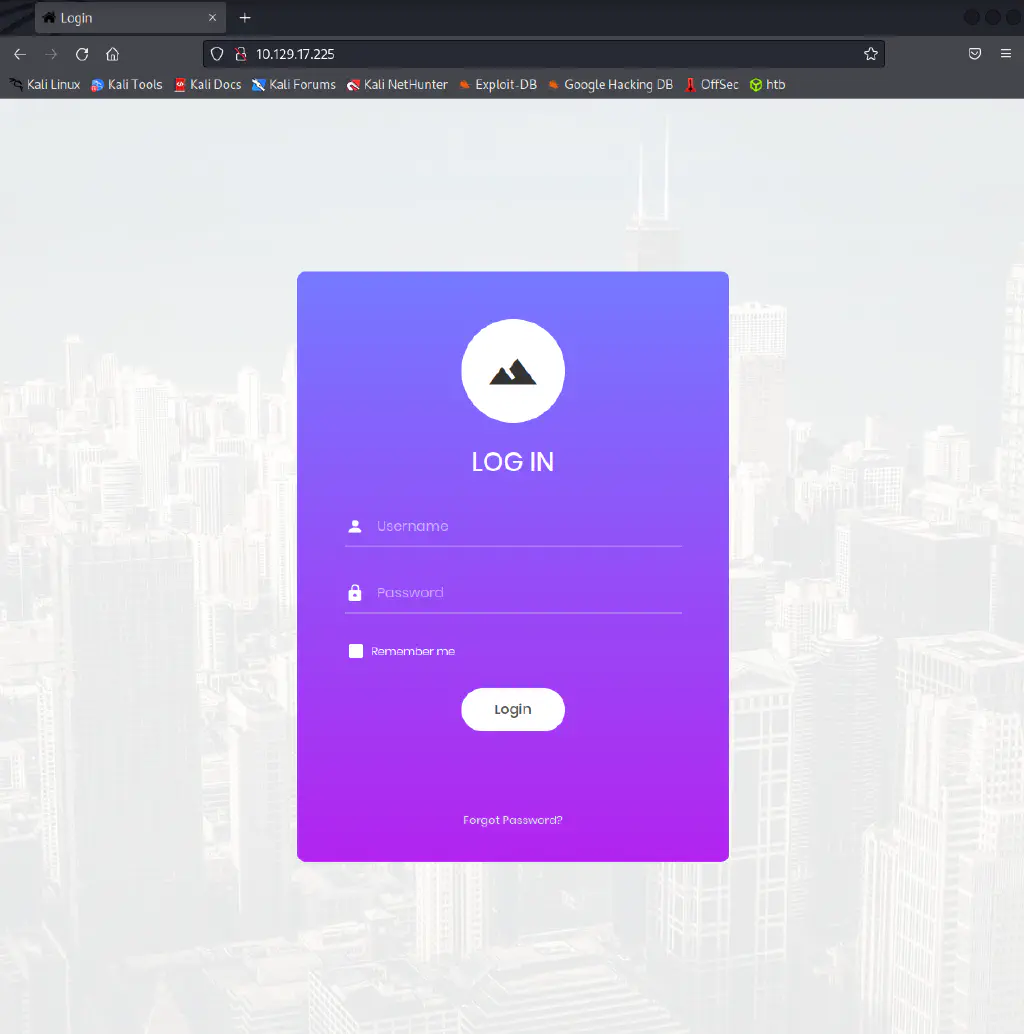 Login
10.129.17.225
Kali Linux Kali Tools Kali Docs Kali Forums Kali NetHunter Exploit-DB Google Hacking DB OffSec htb
LOG IN
Username
Password
Remember me
Login
Forgot Password?